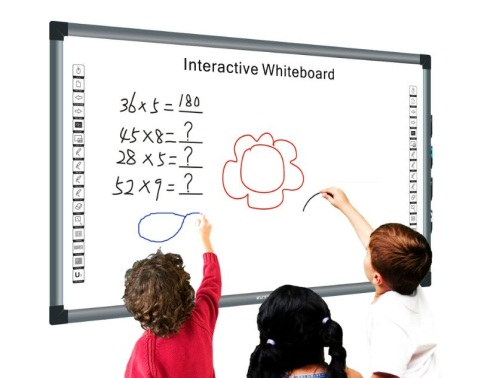 Interactive Whiteboard
36×5=180
45×8=?
28×5=?
52×9=?